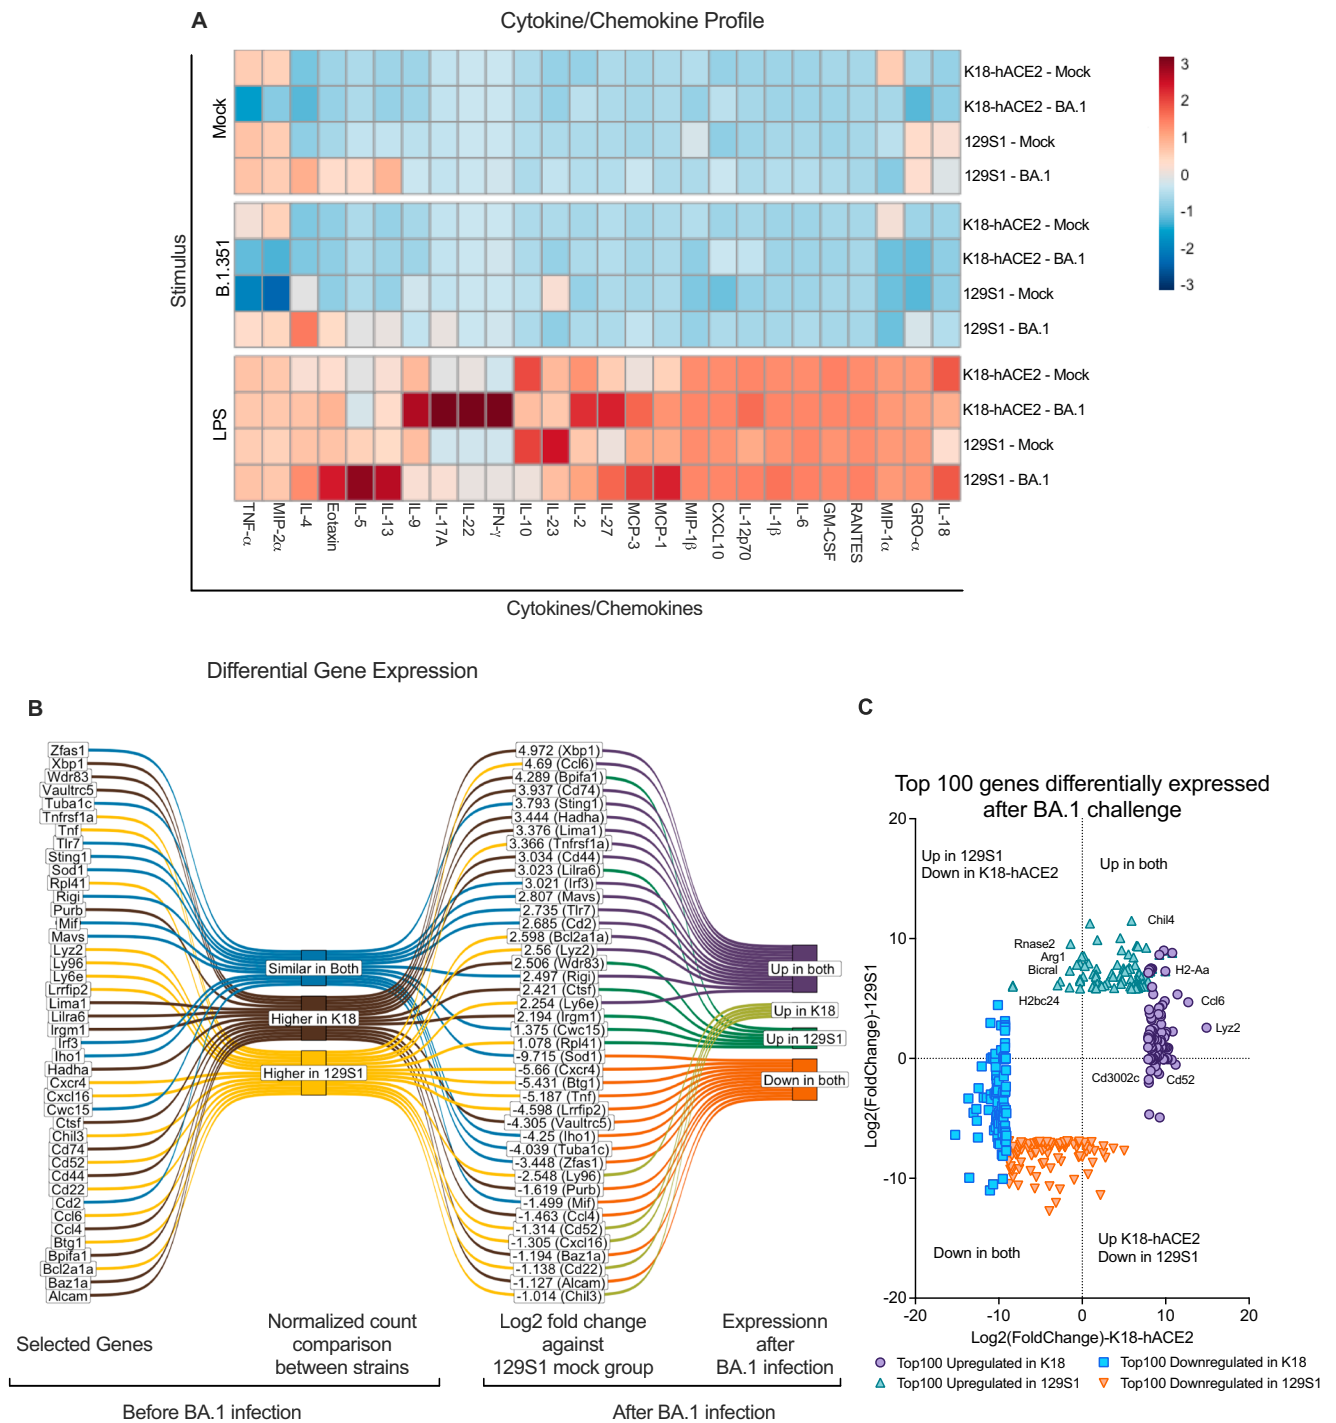 A
Cytokine/Chemokine Profile
Stimulus
Mock
K18-hACE2 - Mock
K18-hACE2 - BA.1
129S1 - Mock
129S1 - BA.1
B.1.351
K18-hACE2 - Mock
K18-hACE2 - BA.1
129S1 - Mock
129S1 - BA.1
LPS
K18-hACE2 - Mock
K18-hACE2 - BA.1
129S1 - Mock
129S1 - BA.1
3
2
1
0
-1
-2
-3
TNF-α
MIP-2α
IL-4
Eotaxin
IL-5
IL-13
IL-9
IL-17A
IL-22
IFN-γ
IL-10
IL-23
IL-2
IL-27
MCP-3
MCP-1
MIP-1β
CXCL10
IL-12p70
IL-1β
IL-6
GM-CSF
RANTES
MIP-1α
GRO-α
IL-18
Cytokines/Chemokines
Differential Gene Expression
B
Zfas1
Xbp1
Wdr83
Vaultrc5
Tuba1c
Tnfrsf1a
Tnf
Tlr7
Sting1
Sod1
Rpl41
Rigi
Purb
Mif
Mavs
Lyz2
Ly96
Ly6e
Lrrfip2
Lima1
Lilra6
Irgm1
Irf3
Iho1
Hadha
Cxcr4
Cxcl16
Cwc15
Ctsf
Chil3
Cd74
Cd52
Cd44
Cd22
Cd2
Ccl6
Ccl4
Btg1
Bpifa1
Bcl2a1a
Baz1a
Alcam
Similar in Both
Higher in K18
Higher in 129S1
4.972 (Xbp1)
4.69 (Ccl6)
4.289 (Bpifa1)
3.937 (Cd74)
3.793 (Sting1)
3.444 (Hadha)
3.376 (Lima1)
3.366 (Tnfrsf1a)
3.034 (Cd44)
3.023 (Lilra6)
3.021 (Irf3)
2.807 (Mavs)
2.735 (Tlr7)
2.685 (Cd2)
2.598 (Bcl2a1a)
2.56 (Lyz2)
2.506 (Wdr83)
2.497 (Rigi)
2.421 (Ctsf)
2.254 (Ly6e)
2.194 (Irgm1)
1.375 (Cwc15)
1.078 (Rpl41)
-9.715 (Sod1)
-5.66 (Cxcr4)
-5.431 (Btg1)
-5.187 (Tnf)
-4.598 (Lrrfip2)
-4.305 (Vaultrc5)
-4.25 (Iho1)
-4.039 (Tuba1c)
-3.448 (Zfas1)
-2.548 (Ly96)
-1.619 (Purb)
-1.499 (Mif)
-1.463 (Ccl4)
-1.314 (Cd52)
-1.305 (Cxcl16)
-1.194 (Baz1a)
-1.138 (Cd22)
-1.127 (Alcam)
-1.014 (Chil3)
Up in both
Up in K18
Up in 129S1
Down in both
Selected Genes
Normalized count
comparison
between strains
Log2 fold change
against
129S1 mock group
Expressionn
after
BA.1 infection
Before BA.1 infection
After BA.1 infection
C
Top 100 genes differentially expressed
after BA.1 challenge
Log2(FoldChange)-129S1
20
10
0
-10
-20
Up in 129S1
Down in K18-hACE2
Up in both
Chil4
Rnase2
Arg1
Bicral
H2bc24
H2-Aa
Ccl6
Lyz2
Cd3002c
Cd52
Down in both
Up K18-hACE2
Down in 129S1
-20
-10
0
10
20
Log2(FoldChange)-K18-hACE2
Top100 Upregulated in K18
Top100 Downregulated in K18
Top100 Upregulated in 129S1
Top100 Downregulated in 129S1